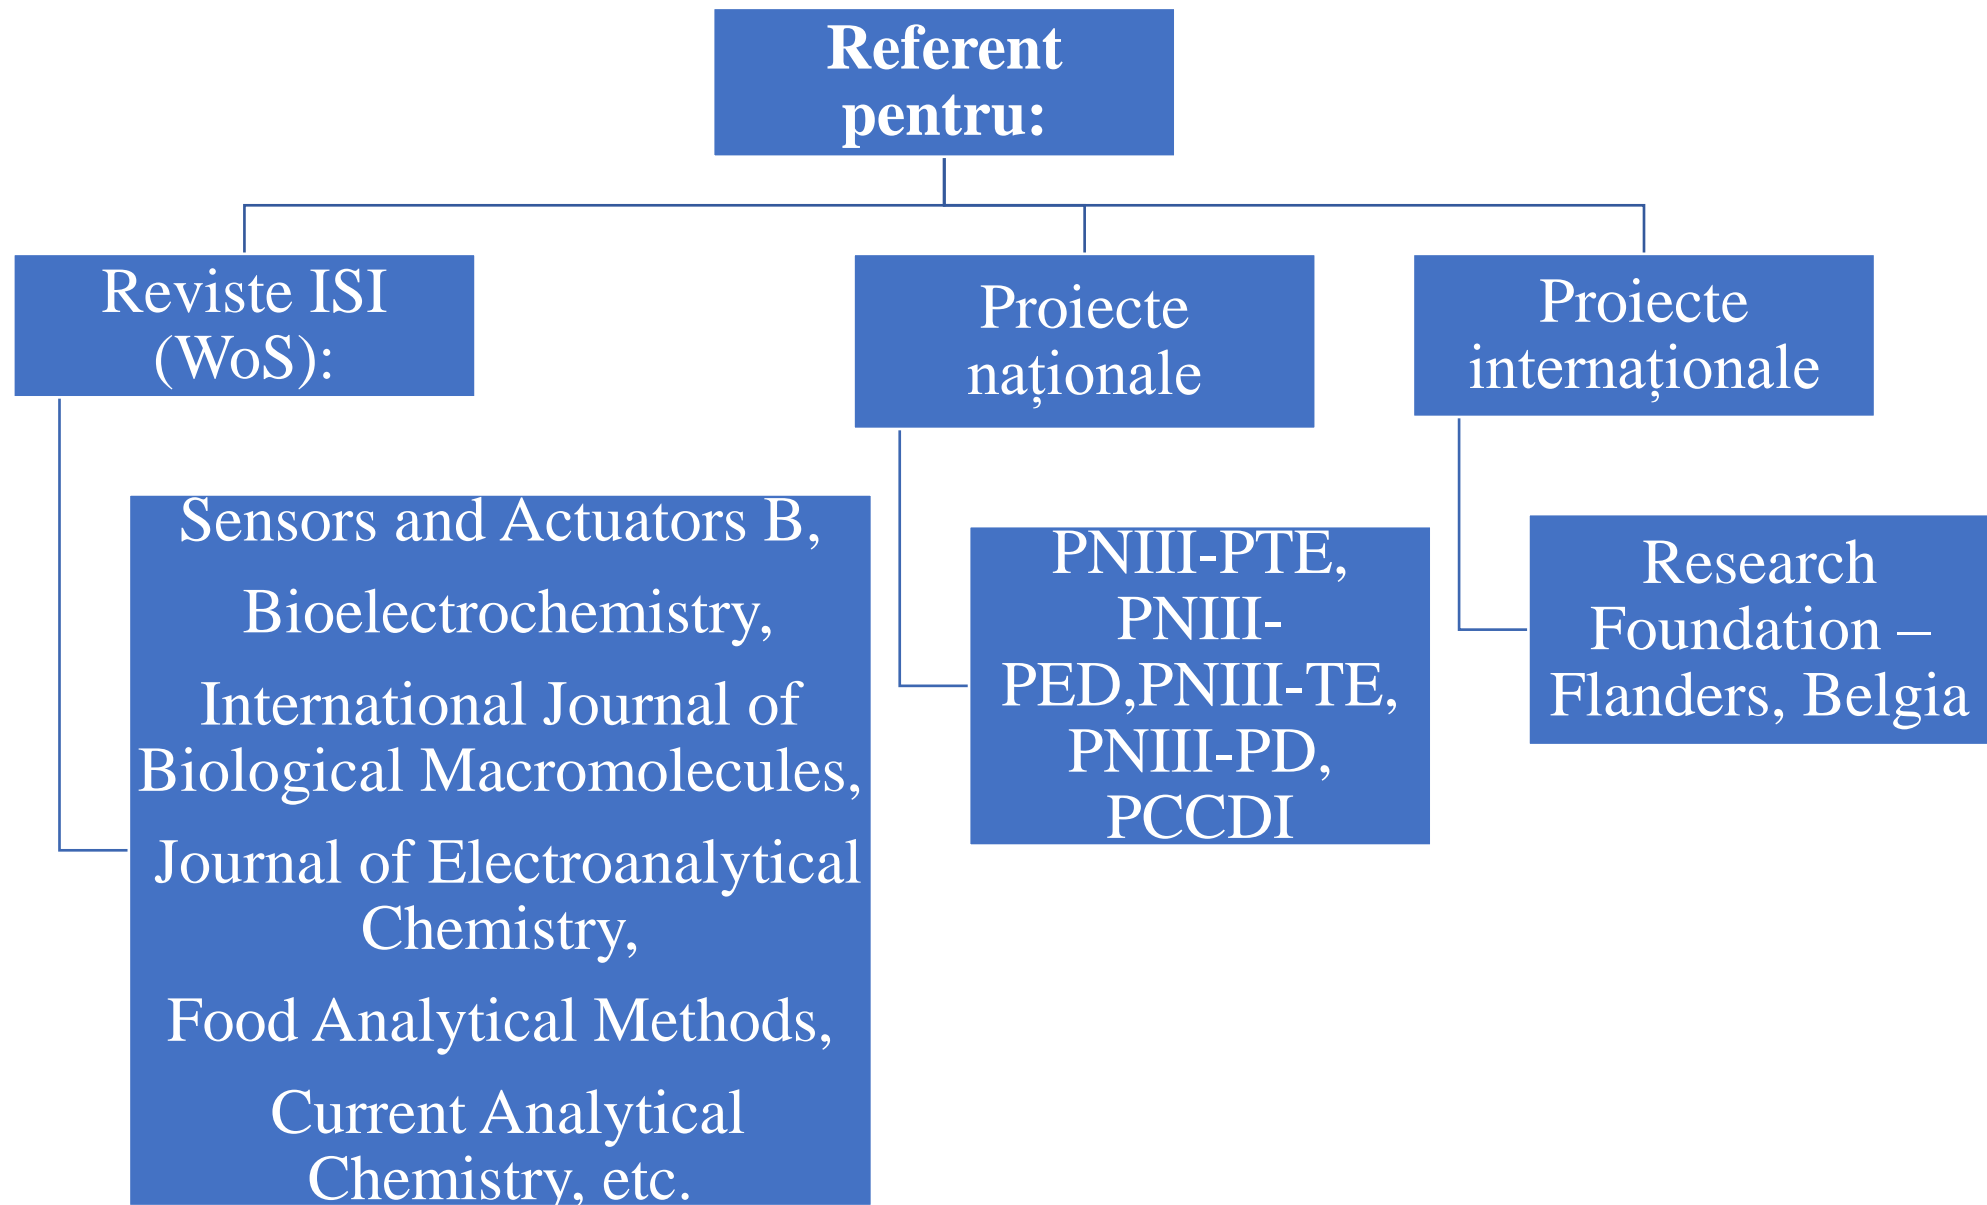 Referent
pentru:
Reviste ISI
(WoS):
Sensors and Actuators B,
Bioelectrochemistry,
International Journal of
Biological Macromolecules,
Journal of Electroanalytical
Chemistry,
Food Analytical Methods,
Current Analytical
Chemistry, etc.
Proiecte
naționale
PNIII-PTE,
PNIII-
PED,PNIII-TE,
PNIII-PD,
PCCDI
Proiecte
internaționale
Research
Foundation –
Flanders, Belgia